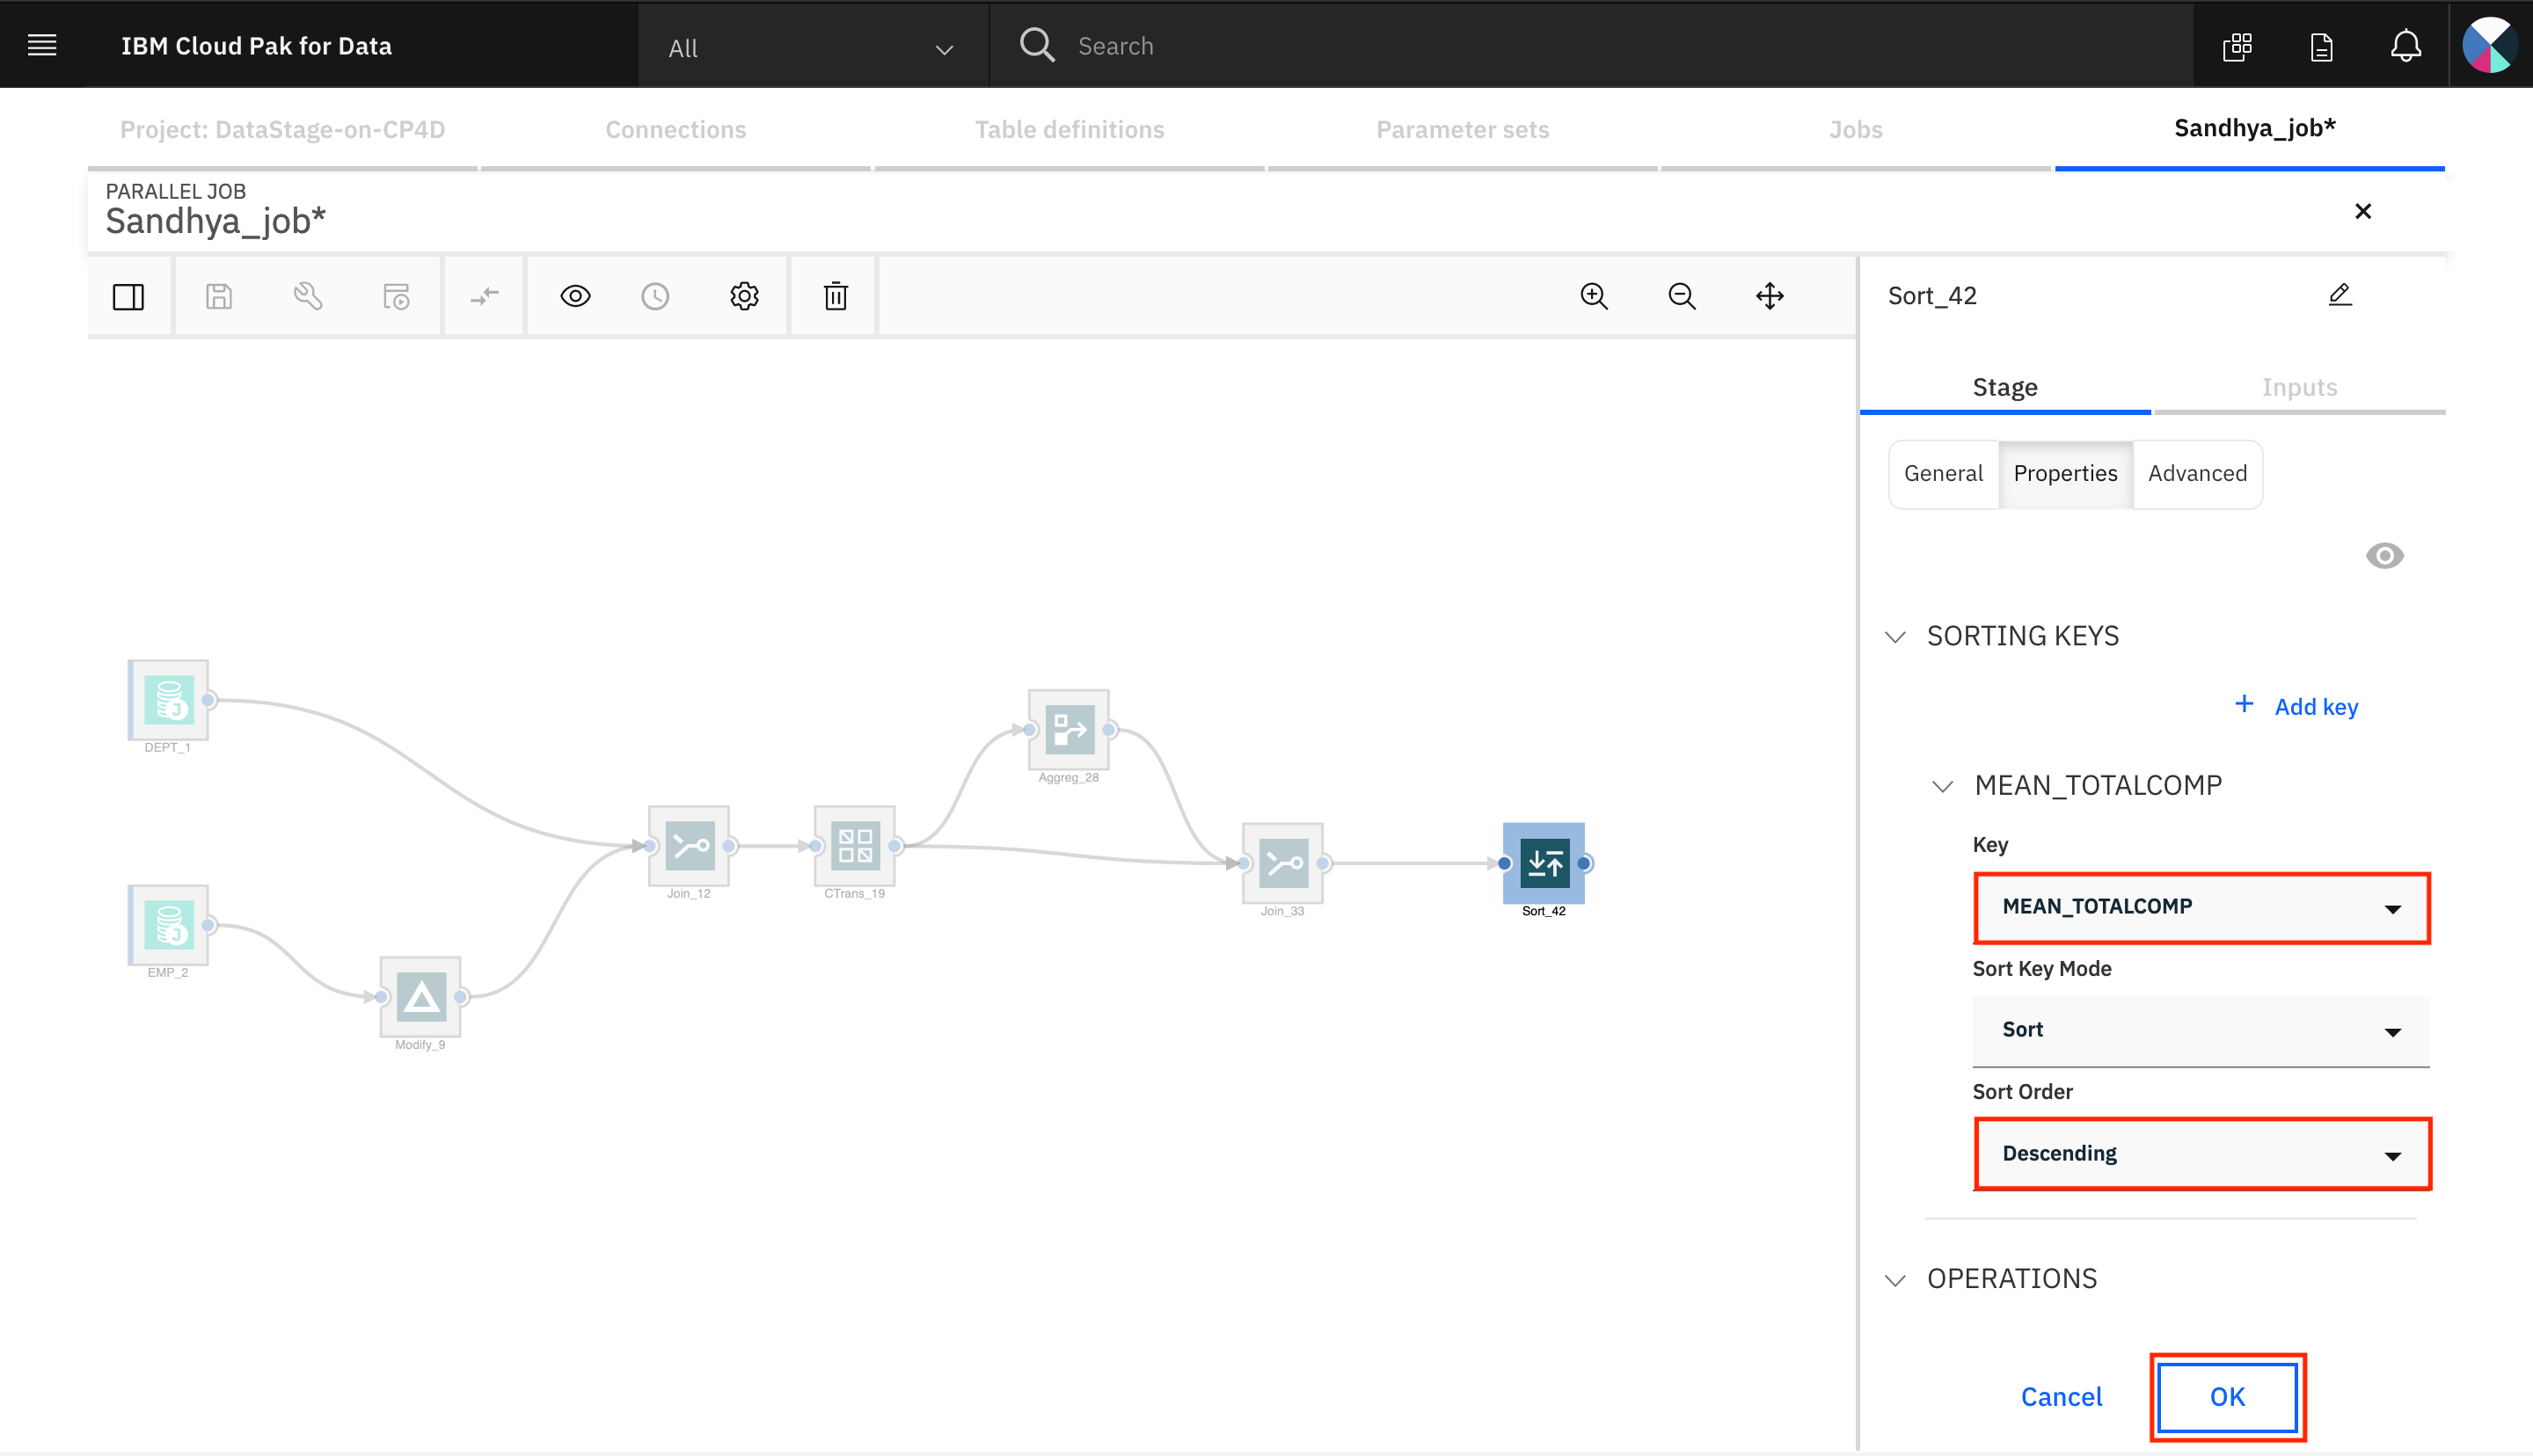 IBM Cloud Pak for Data
All
Search
Project: DataStage-on-CP4D
Connections
Table definitions
Parameter sets
Jobs
Sandhya_job*
PARALLEL JOB
Sandhya_job*
Sort_42
Stage
Inputs
General
Properties
Advanced
SORTING KEYS
+ Add key
MEAN_TOTALCOMP
Key
MEAN_TOTALCOMP
Sort Key Mode
Sort
Sort Order
Descending
OPERATIONS
Cancel
OK
DEPT_1
EMP_2
Modify_9
Join_12
CTrans_19
Aggreg_28
Join_33
Sort_42